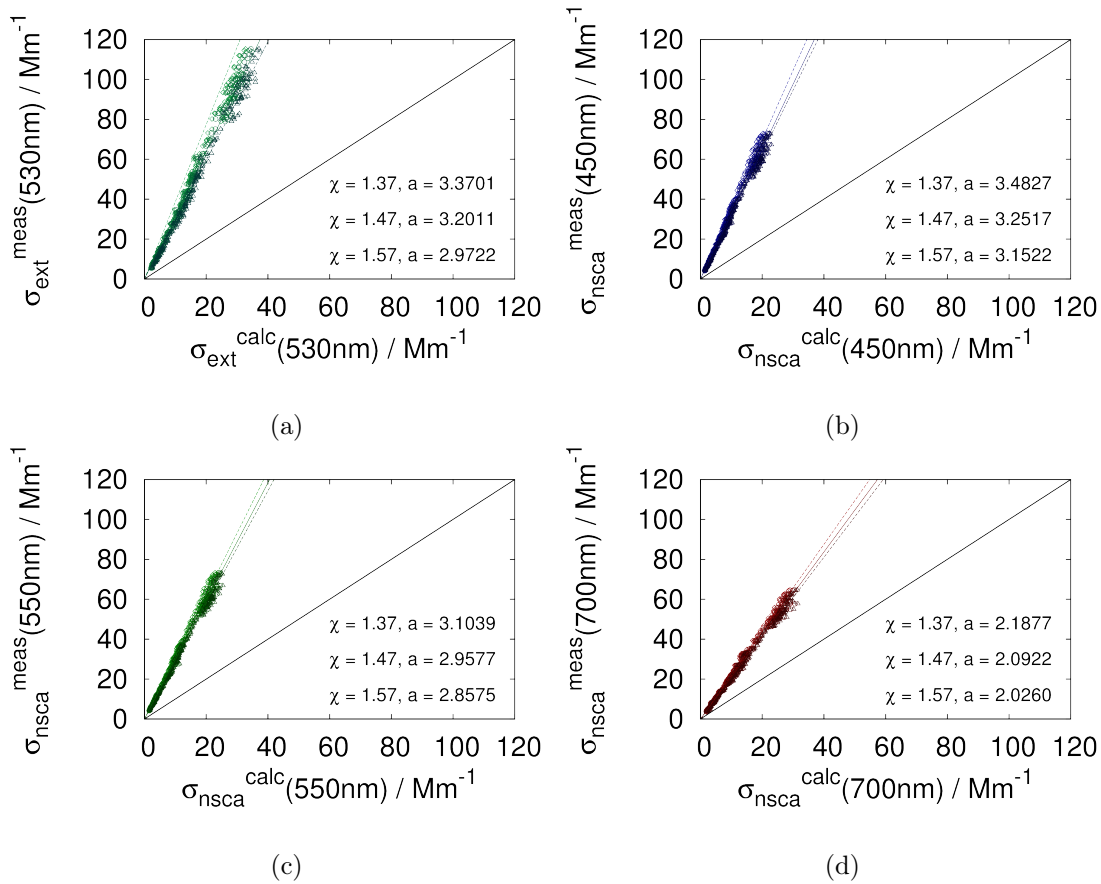 σext^meas(530nm) / Mm^-1
120
100
80
60
40
20
0
χ = 1.37, a = 3.3701
χ = 1.47, a = 3.2011
χ = 1.57, a = 2.9722
0 20 40 60 80 100 120
σext^calc(530nm) / Mm^-1
(a)
σnsca^meas(450nm) / Mm^-1
120
100
80
60
40
20
0
χ = 1.37, a = 3.4827
χ = 1.47, a = 3.2517
χ = 1.57, a = 3.1522
0 20 40 60 80 100 120
σnsca^calc(450nm) / Mm^-1
(b)
σnsca^meas(550nm) / Mm^-1
120
100
80
60
40
20
0
χ = 1.37, a = 3.1039
χ = 1.47, a = 2.9577
χ = 1.57, a = 2.8575
0 20 40 60 80 100 120
σnsca^calc(550nm) / Mm^-1
(c)
σnsca^meas(700nm) / Mm^-1
120
100
80
60
40
20
0
χ = 1.37, a = 2.1877
χ = 1.47, a = 2.0922
χ = 1.57, a = 2.0260
0 20 40 60 80 100 120
σnsca^calc(700nm) / Mm^-1
(d)